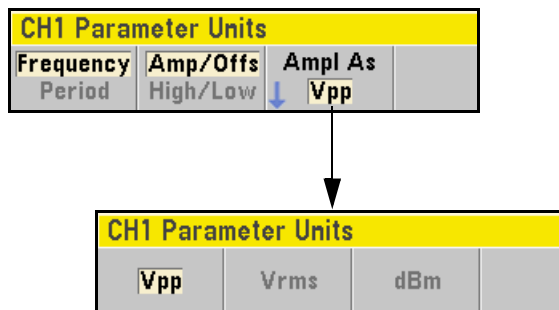 CH1 Parameter Units
Frequency Amp/Offs Ampl As
Period High/Low Vpp
CH1 Parameter Units
Vpp Vrms dBm